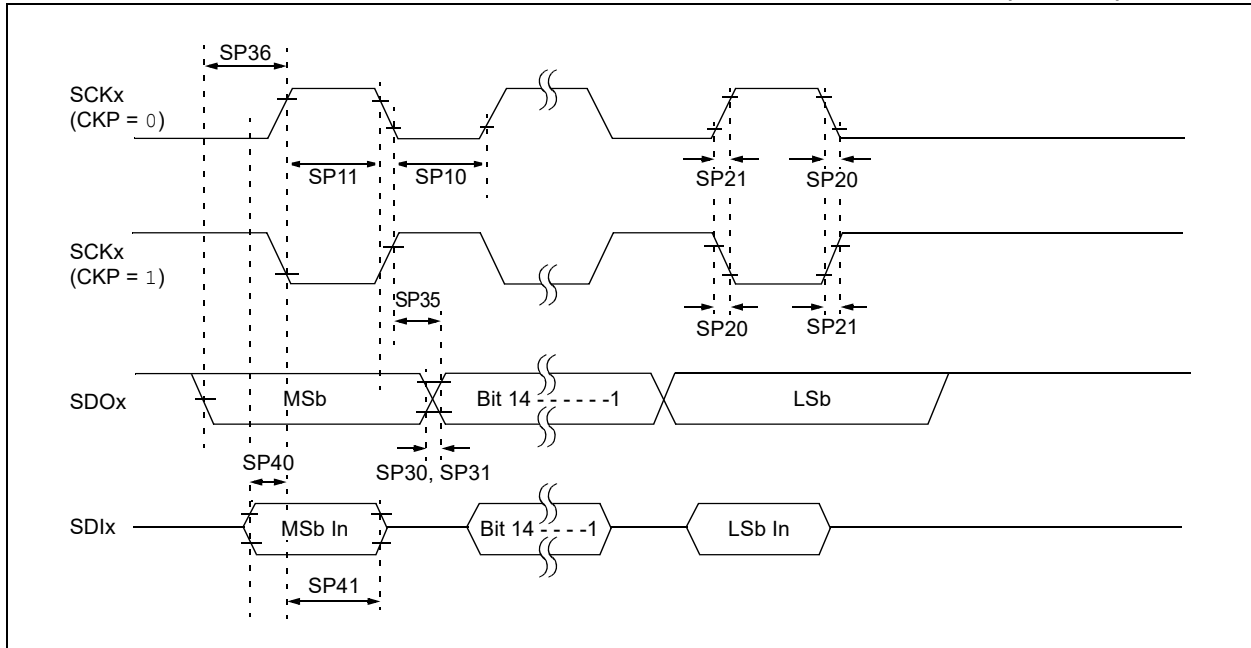 SP36
SCKx
(CKP = 0)
SP11
SP10
SP21
SP20
SCKx
(CKP = 1)
SP35
SP20
SP21
SDOx
MSb
Bit 14 - - - - - -1
LSb
SP40
SP30, SP31
SDIx
MSb In
Bit 14 - - - -1
LSb In
SP41